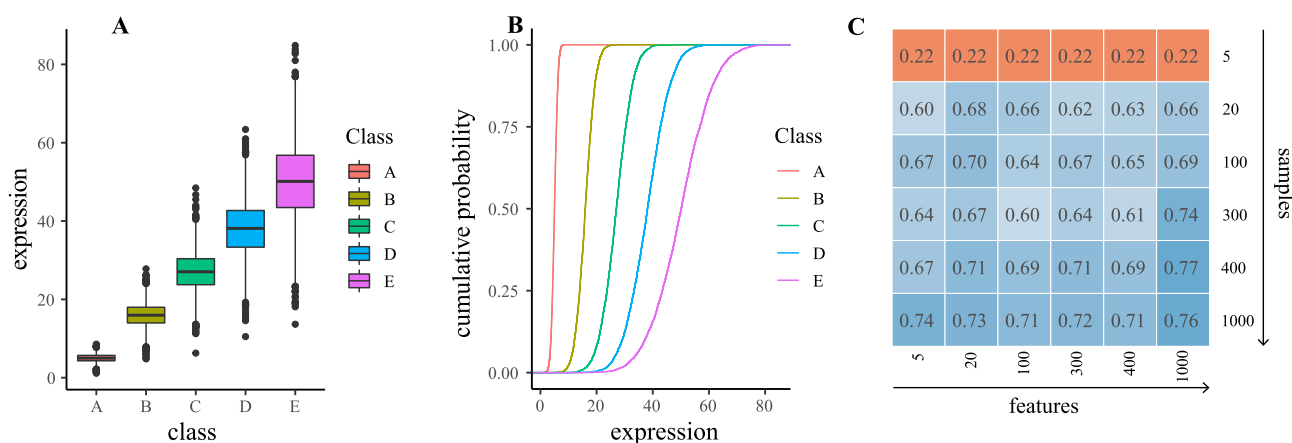 A
expression
80
60
40
20
0
A B C D E
class
Class
A
B
C
D
E
B
cumulative probability
1.00
0.75
0.50
0.25
0.00
0 20 40 60 80
expression
Class
A
B
C
D
E
C
0.22 0.22 0.22 0.22 0.22 0.22 5
0.60 0.68 0.66 0.62 0.63 0.66 20
0.67 0.70 0.64 0.67 0.65 0.69 100
0.64 0.67 0.60 0.64 0.61 0.74 300
0.67 0.71 0.69 0.71 0.69 0.77 400
0.74 0.73 0.71 0.72 0.71 0.76 1000
samples
5 20 100 300 400 1000
features